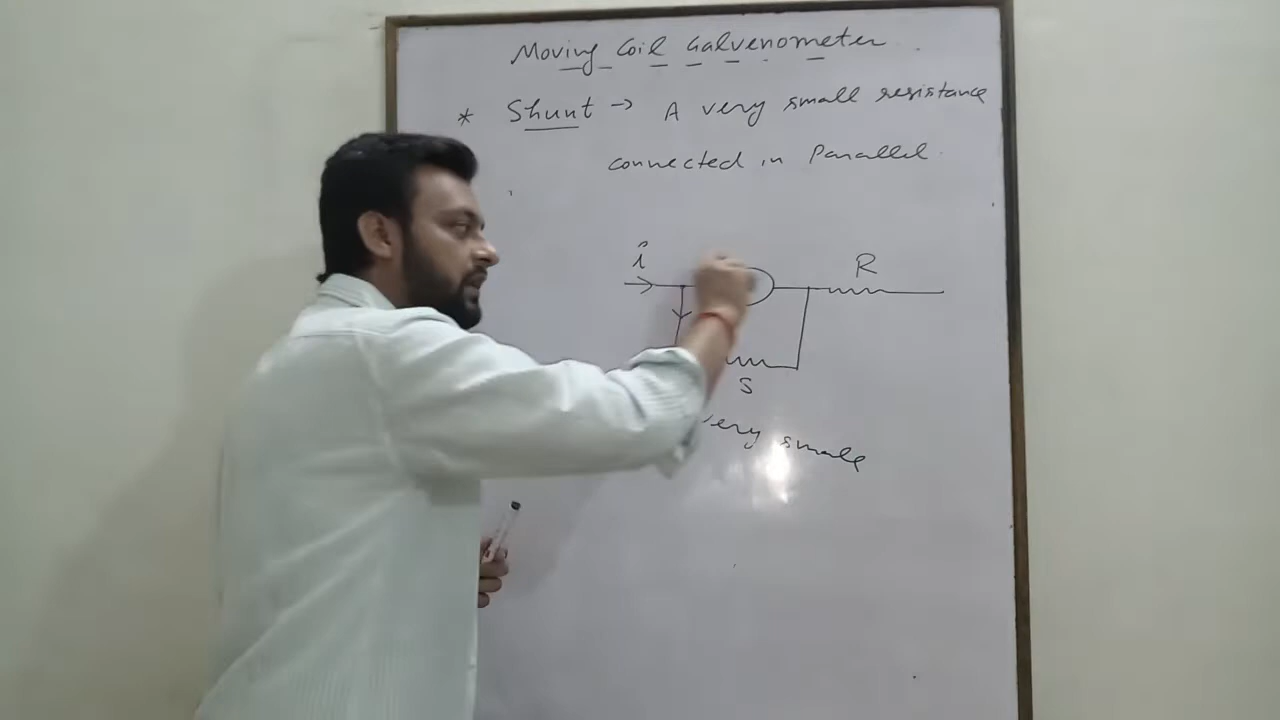 Moving Coil Galvenometer
* Shunt → A very small resistance
connected in Parallel.
i
R
S
very small